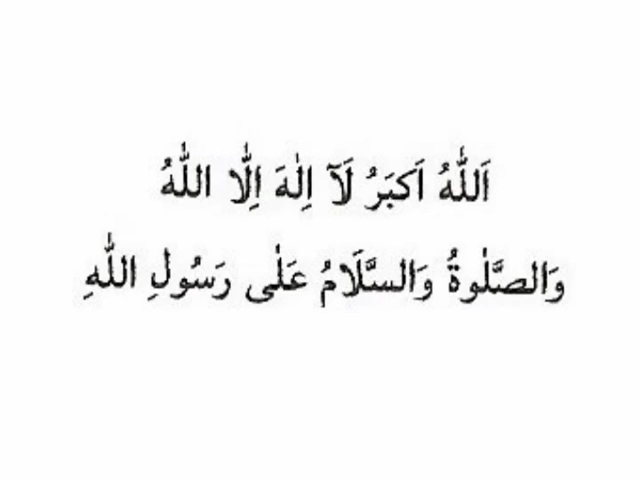 اَللّٰهُ اَكبَرُ لَآ اِلٰهَ اِلَّا اللّٰهُ
وَالصَّلٰوةُ وَالسَّلَامُ عَلٰى رَسُولِ اللّٰهِ